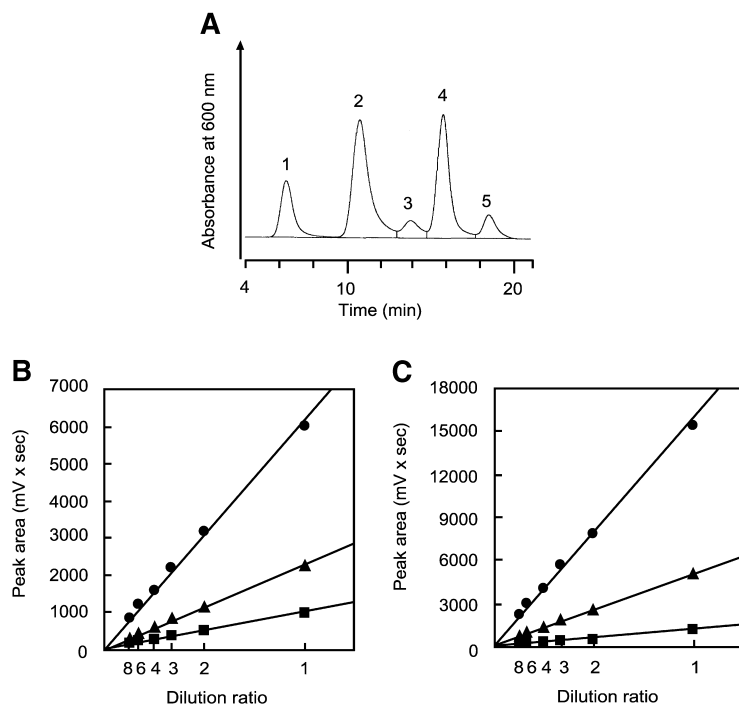 A
Absorbance at 600 nm
1
2
3
4
5
4 10 20
Time (min)
B
Peak area (mV x sec)
7000
6000
5000
4000
3000
2000
1000
0
8 6 4 3 2 1
Dilution ratio
C
Peak area (mV x sec)
18000
15000
12000
9000
6000
3000
0
8 6 4 3 2 1
Dilution ratio